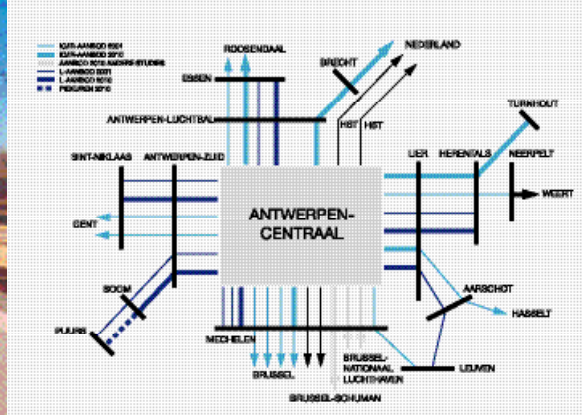 IC/IR-AANBOD 2001
IC/IR-AANBOD 2010
AANBOD 2010 ANDERE STUDIES
L-AANBOD 2001
L-AANBOD 2010
PIEKUREN 2010
ROOSENDAAL
NEDERLAND
BRECHT
ESSEN
TURNHOUT
ANTWERPEN-LUCHTBAL
HST
HST
SINT-NIKLAAS
ANTWERPEN-ZUID
LIER
HERENTALS
NEERPELT
WEERT
ANTWERPEN-
CENTRAAL
GENT
BOOM
AARSCHOT
HASSELT
PUURS
MECHELEN
BRUSSEL
BRUSSEL-
NATIONAAL
LUCHTHAVEN
LEUVEN
BRUSSEL-SCHUMAN